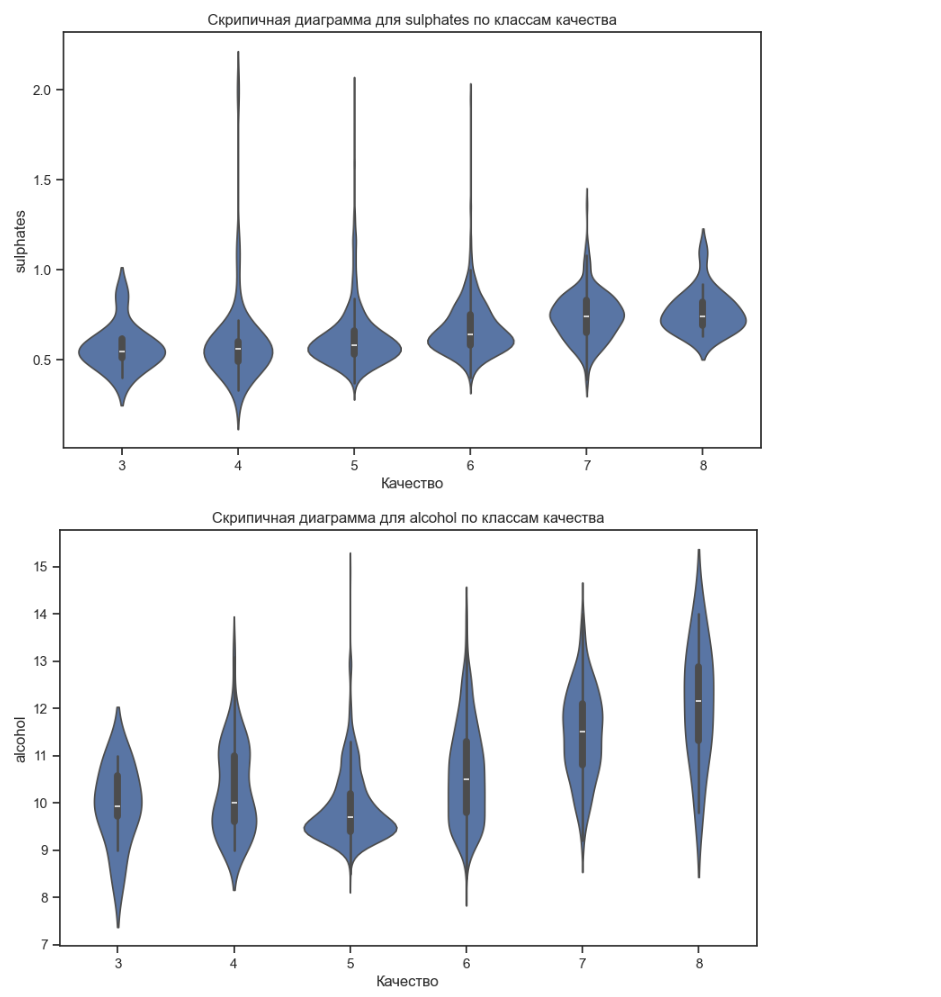 Скрипичная диаграмма для sulphates по классам качества
2.0
1.5
1.0
0.5
sulphates
3 4 5 6 7 8
Качество
Скрипичная диаграмма для alcohol по классам качества
15
14
13
12
11
10
9
8
7
alcohol
3 4 5 6 7 8
Качество